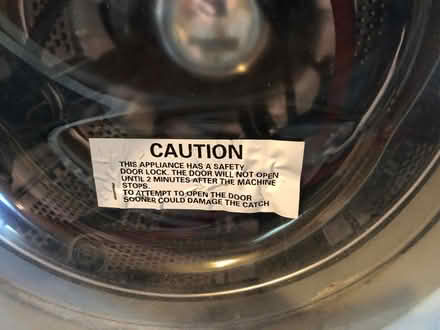 CAUTION
THIS APPLIANCE HAS A SAFETY
DOOR LOCK. THE DOOR WILL NOT OPEN
UNTIL 2 MINUTES AFTER THE MACHINE
STOPS.
TO ATTEMPT TO OPEN THE DOOR
SOONER COULD DAMAGE THE CATCH